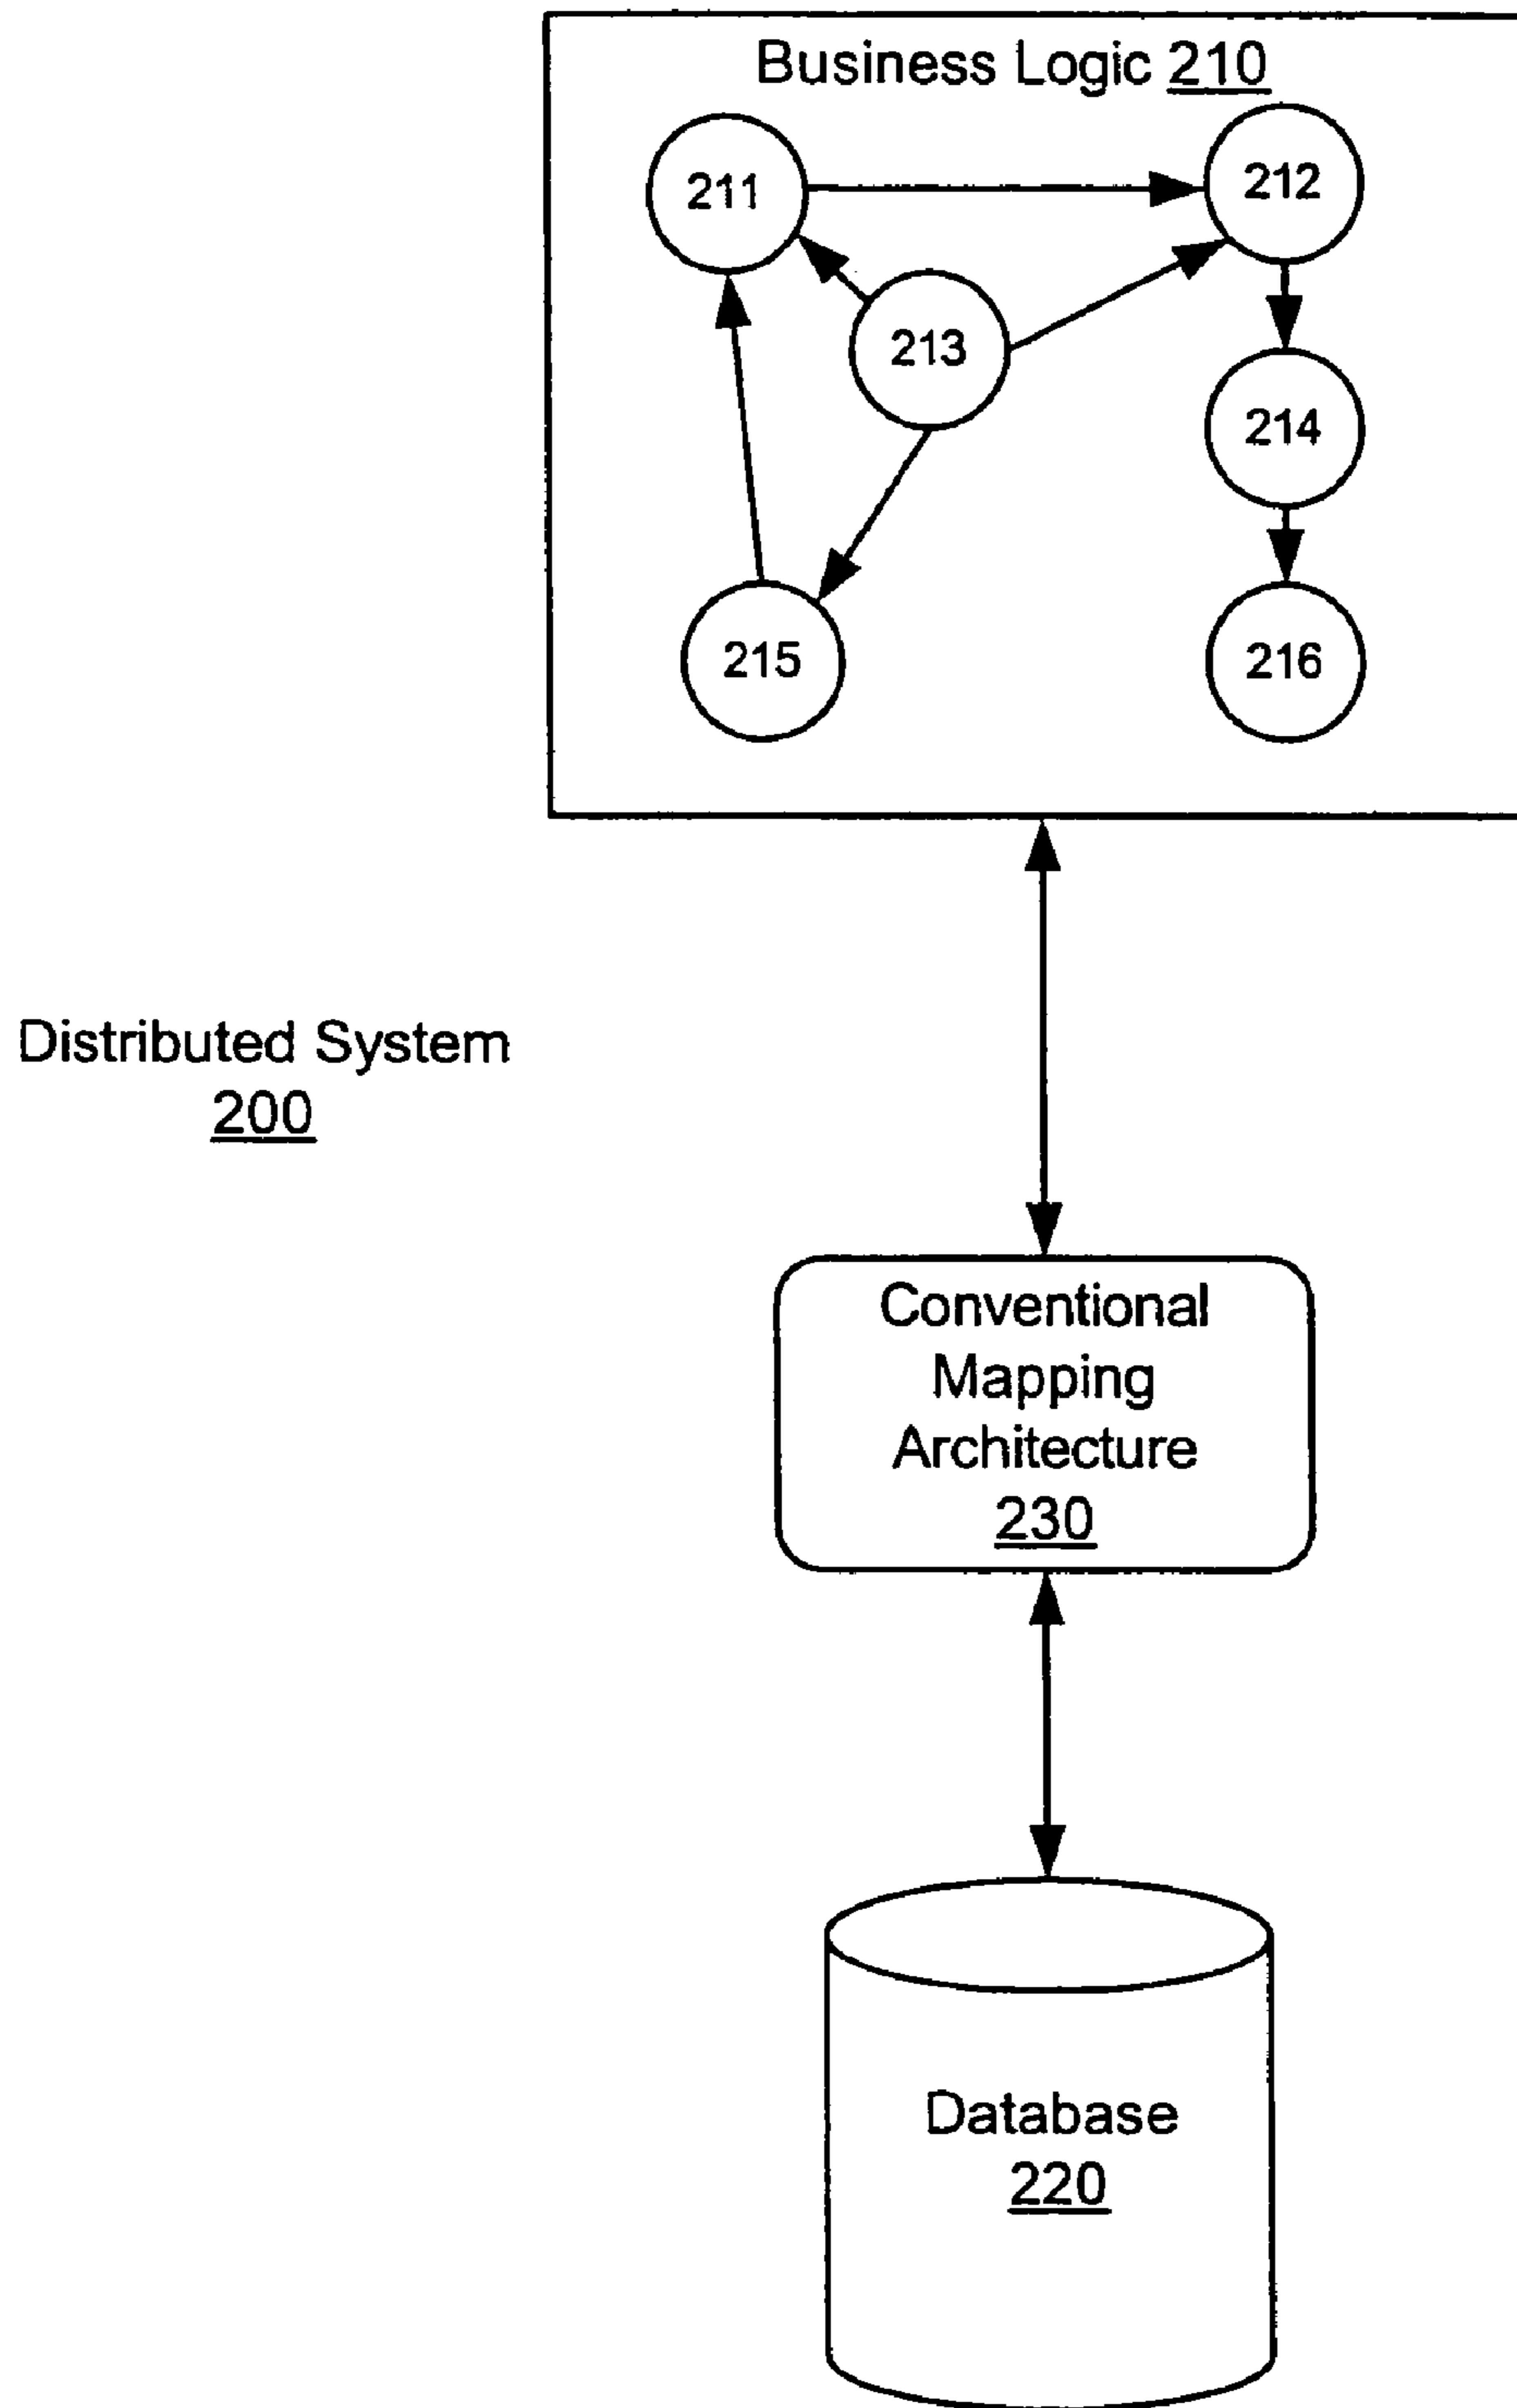 Business Logic 210
211
212
213
214
215
216
Distributed System
200
Conventional
Mapping
Architecture
230
Database
220